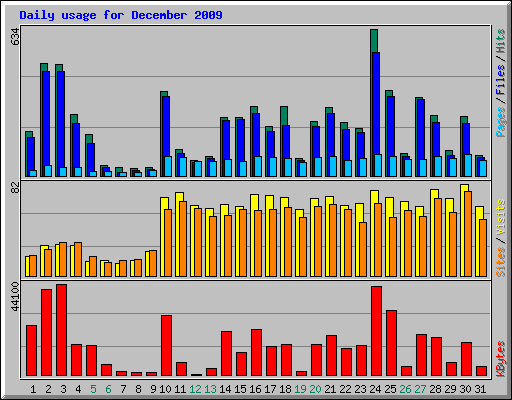 Daily usage for December 2009
634
Pages / Files / Hits
82
Sites / Visits
44100
KBytes
1 2 3 4 5 6 7 8 9 10 11 12 13 14 15 16 17 18 19 20 21 22 23 24 25 26 27 28 29 30 31